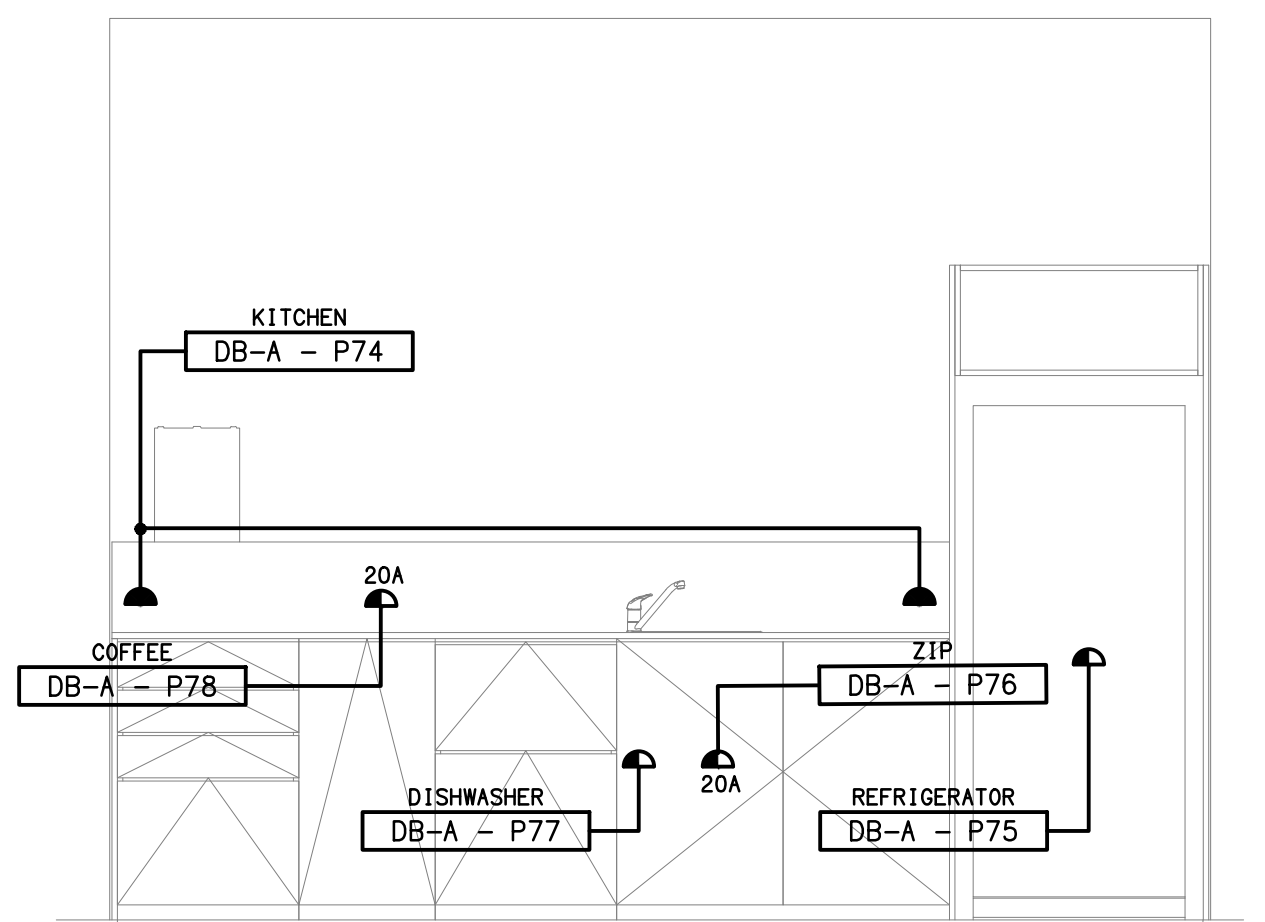 KITCHEN
DB-A - P74
20A
COFFEE
DB-A - P78
ZIP
DB-A - P76
20A
DISHWASHER
DB-A - P77
REFRIGERATOR
DB-A - P75